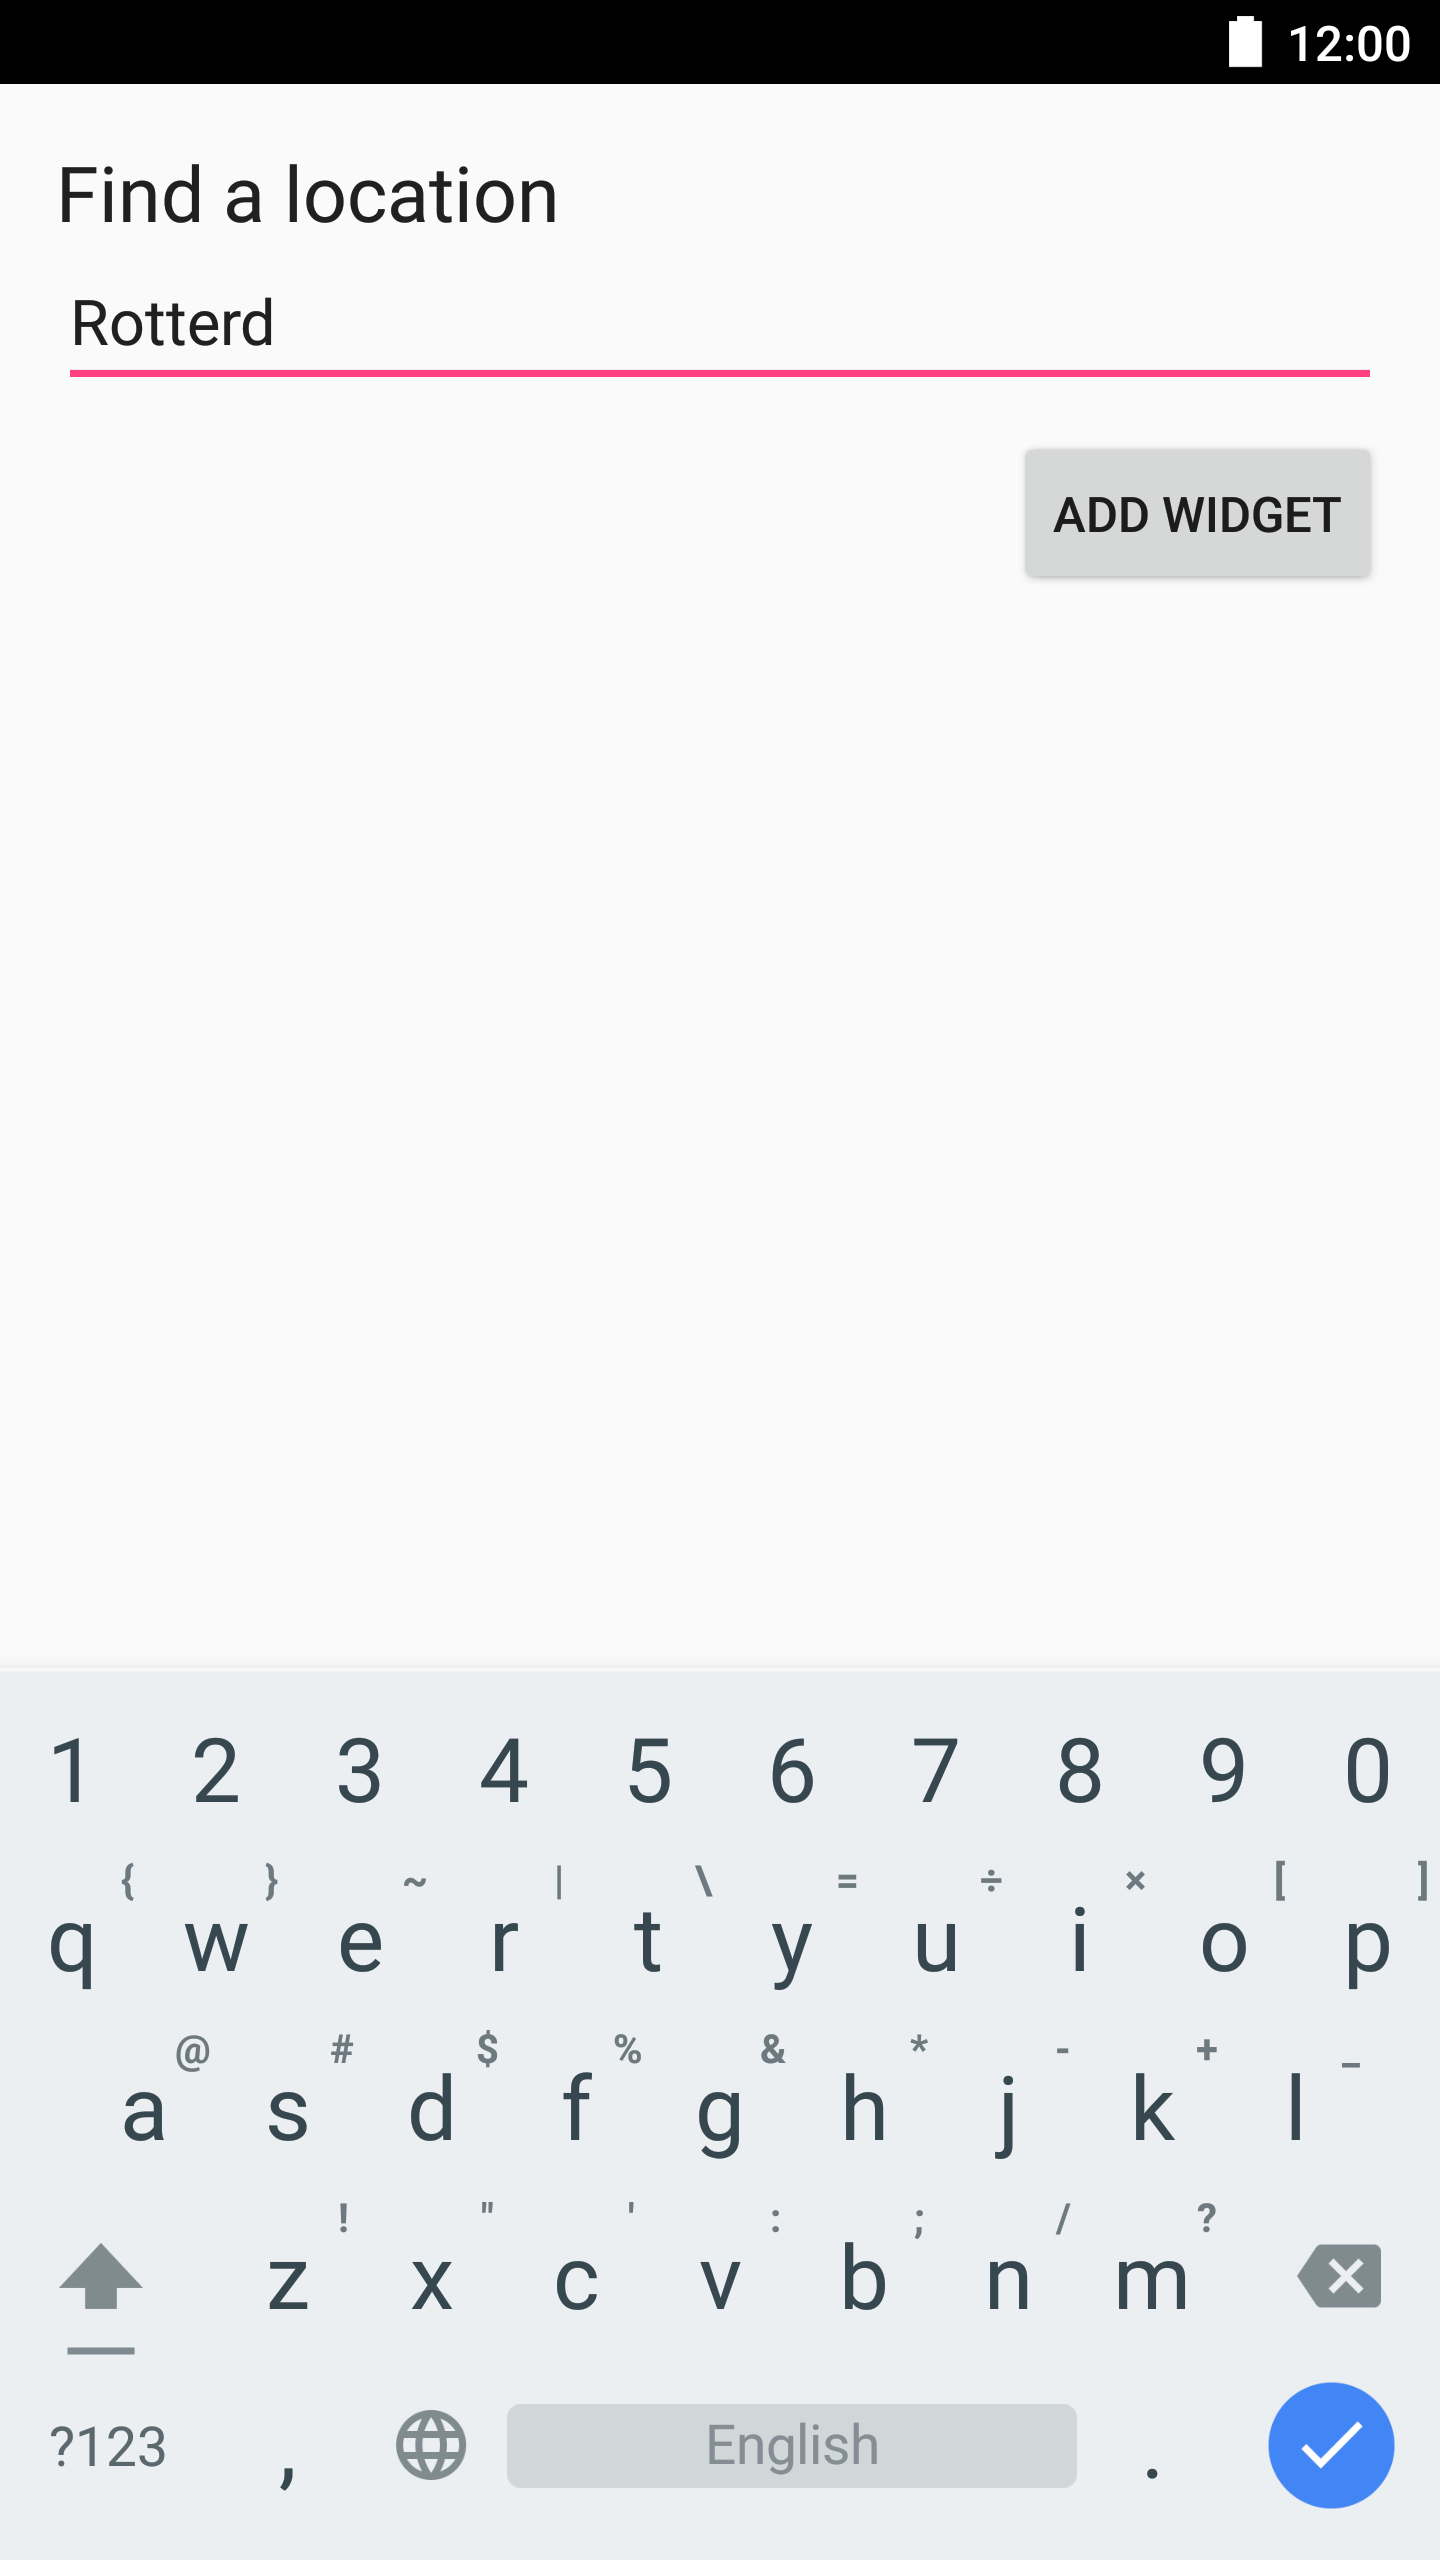 12:00
Find a location
Rotterd
ADD WIDGET
1 2 3 4 5 6 7 8 9 0
{ } ~ | \ = ÷ × [ ]
q w e r t y u i o p
@ # $ % & * - + _
a s d f g h j k l
! " ' : ; / ?
z x c v b n m
?123 , English .